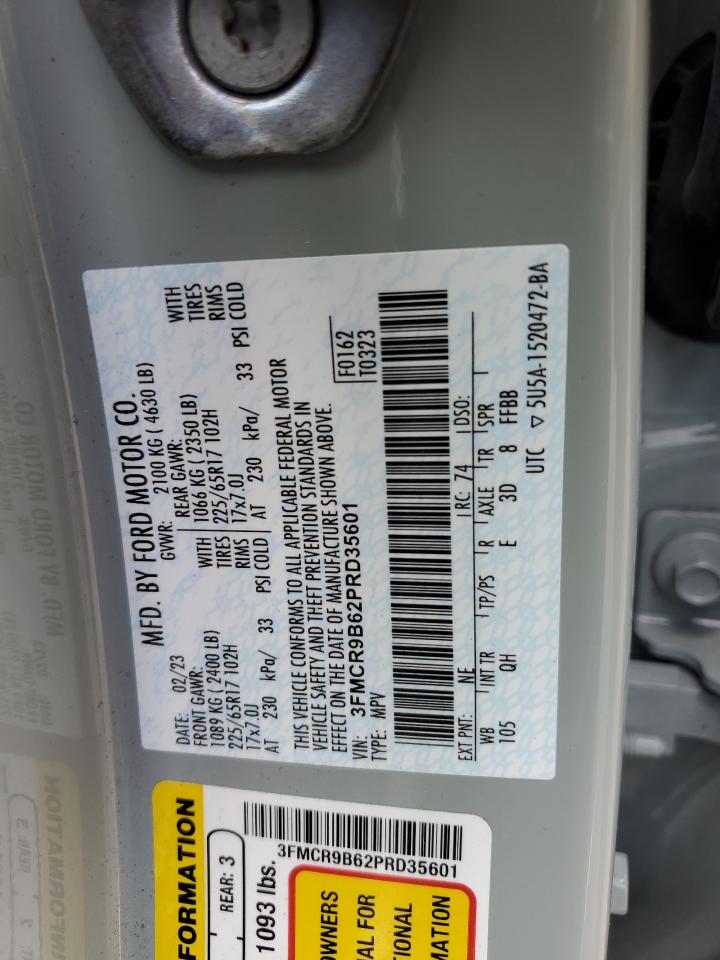 MFD. BY FORD MOTOR CO.
DATE: 02/23 GVWR: 2100 KG ( 4630 LB)
FRONT GAWR: REAR GAWR:
1089 KG ( 2400 LB) WITH 1066 KG ( 2350 LB) WITH
225/65R17 102H TIRES 225/65R17 102H TIRES
17x7.0J RIMS 17x7.0J RIMS
AT 230 kPa/ 33 PSI COLD AT 230 kPa/ 33 PSI COLD
THIS VEHICLE CONFORMS TO ALL APPLICABLE FEDERAL MOTOR
VEHICLE SAFETY AND THEFT PREVENTION STANDARDS IN
EFFECT ON THE DATE OF MANUFACTURE SHOWN ABOVE.
VIN: 3FMCR9B62PRD35601 F0162
TYPE: MPV T0323
EXT PNT: NE RC: 74 DSO:
WB INT TR TP/PS R AXLE TR SPR
105 QH E 3D 8 FFBB
UTC ▽ 5U5A-1520472-BA
FORMATION
REAR: 3
1093 lbs.
3FMCR9B62PRD35601
OWNERS
AL FOR
TIONAL
MATION